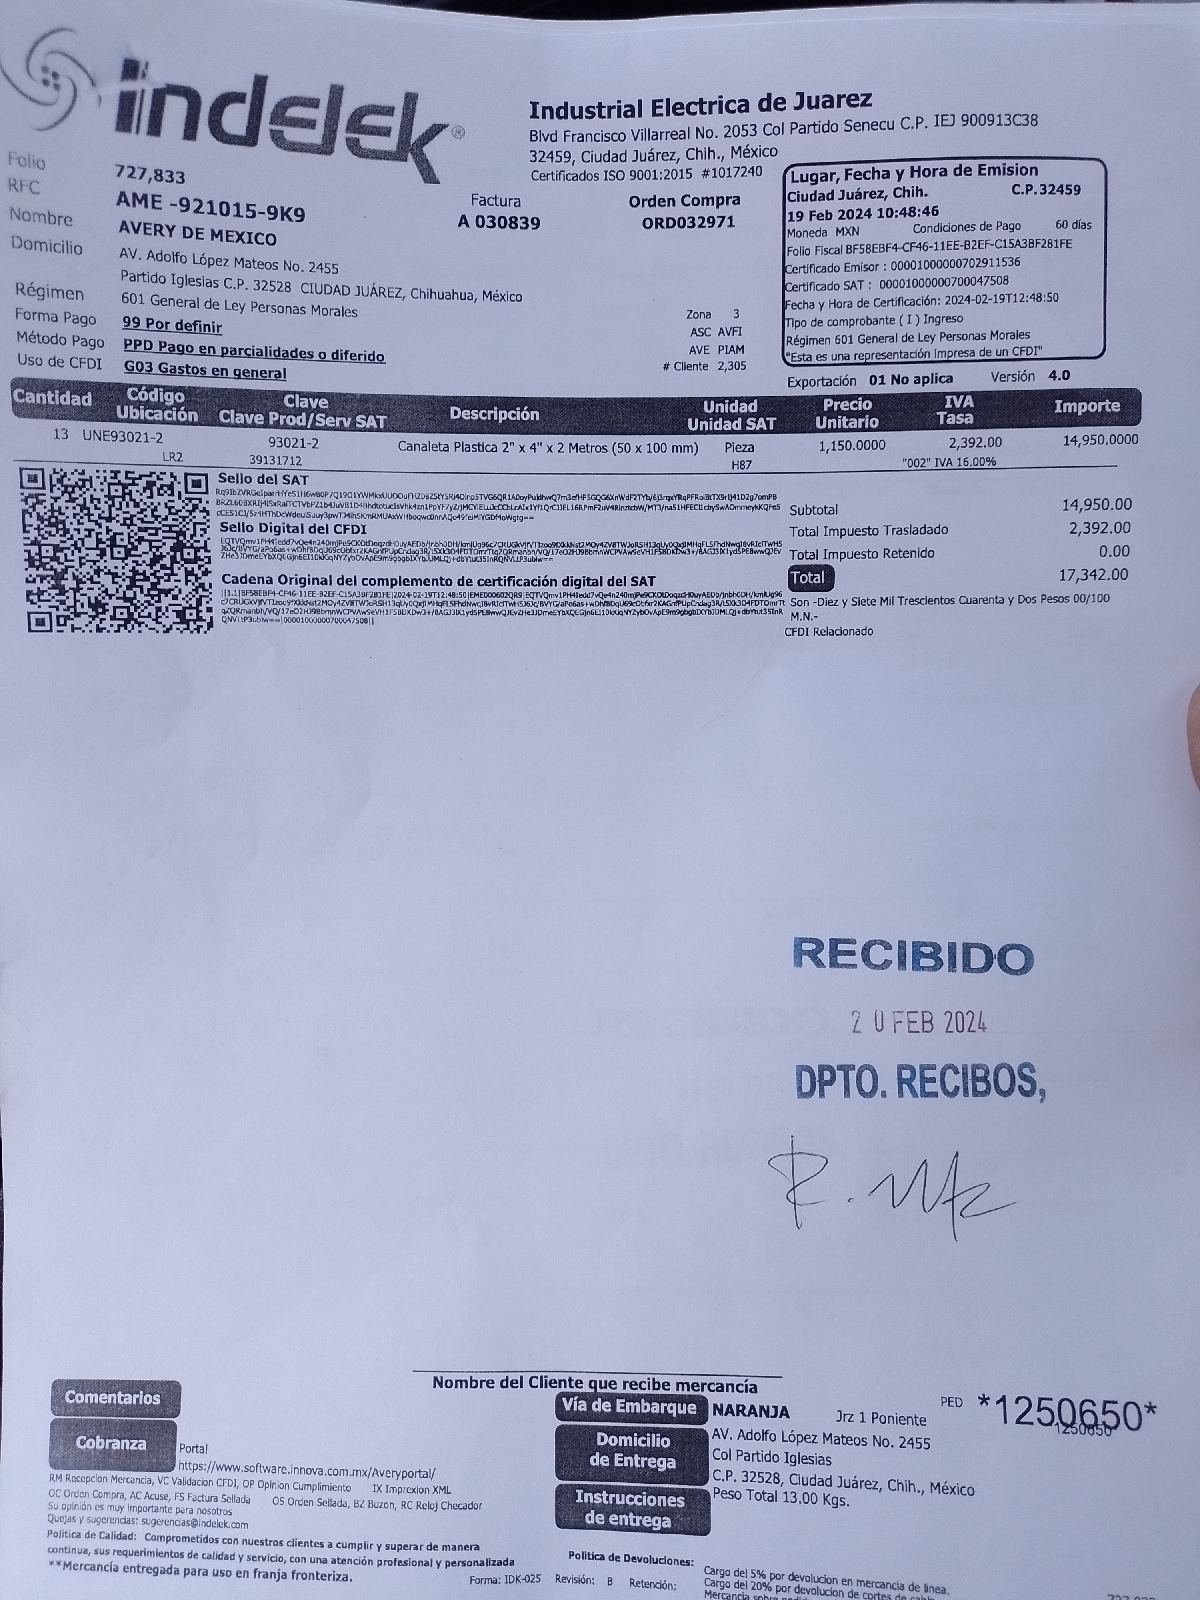 indelek®
Industrial Electrica de Juarez
Blvd Francisco Villarreal No. 2053 Col Partido Senecu C.P. IEJ 900913C38
32459, Ciudad Juárez, Chih., México
Certificados ISO 9001:2015 #1017240
Folio 727,833
RFC AME -921015-9K9
Nombre AVERY DE MEXICO
Domicilio AV. Adolfo López Mateos No. 2455
Partido Iglesias C.P. 32528 CIUDAD JUÁREZ, Chihuahua, México
Régimen 601 General de Ley Personas Morales
Forma Pago 99 Por definir
Método Pago PPD Pago en parcialidades o diferido
Uso de CFDI G03 Gastos en general
Factura
A 030839
Orden Compra
ORD032971
Zona 3
ASC AVFI
AVE PIAM
# Cliente 2,305
Lugar, Fecha y Hora de Emision
Ciudad Juárez, Chih. C.P. 32459
19 Feb 2024 10:48:46
Moneda MXN Condiciones de Pago 60 días
Folio Fiscal BF58EBF4-CF46-11EE-B2EF-C15A3BF281FE
Certificado Emisor : 00001000000702911536
Certificado SAT : 00001000000700047508
Fecha y Hora de Certificación: 2024-02-19T12:48:50
Tipo de comprobante ( I ) Ingreso
Régimen 601 General de Ley Personas Morales
"Esta es una representación Impresa de un CFDI"
Exportación 01 No aplica Versión 4.0
Cantidad Código Ubicación Clave Clave Prod/Serv SAT Descripción Unidad Unidad SAT Precio Unitario IVA Tasa Importe
13 UNE93021-2 93021-2 Canaleta Plastica 2" x 4" x 2 Metros (50 x 100 mm) Pieza 1,150.0000 2,392.00 14,950.0000
LR2 39131712 H87 "002" IVA 16.00%
Sello del SAT
Sello Digital del CFDI
Cadena Original del complemento de certificación digital del SAT
Subtotal 14,950.00
Total Impuesto Trasladado 2,392.00
Total Impuesto Retenido 0.00
Total 17,342.00
Son -Diez y Siete Mil Trescientos Cuarenta y Dos Pesos 00/100
M.N.-
CFDI Relacionado
RECIBIDO
20 FEB 2024
DPTO. RECIBOS,
Nombre del Cliente que recibe mercancía
Comentarios
Cobranza Portal
https://www.software.innova.com.mx/Averyportal/
RM Recepcion Mercancia, VC Validacion CFDI, OP Opinion Cumplimiento IX Imprexion XML
OC Orden Compra, AC Acuse, FS Factura Sellada OS Orden Sellada, BZ Buzon, RC Reloj Checador
Su opinión es muy importante para nosotros
Quejas y sugerencias: sugerencias@indelek.com
Politica de Calidad: Comprometidos con nuestros clientes a cumplir y superar de manera
continua, sus requerimientos de calidad y servicio, con una atención profesional y personalizada
**Mercancía entregada para uso en franja fronteriza.
Vía de Embarque NARANJA Jrz 1 Poniente
PED *1250650*
1250650
Domicilio de Entrega AV. Adolfo López Mateos No. 2455
Col Partido Iglesias
C.P. 32528, Ciudad Juárez, Chih., México
Instrucciones de entrega Peso Total 13.00 Kgs.
Forma: IDK-025 Revisión: B Retención:
Politica de Devoluciones:
Cargo del 5% por devolucion en mercancia de linea.
Cargo del 20% por devolucion de cortes de cable